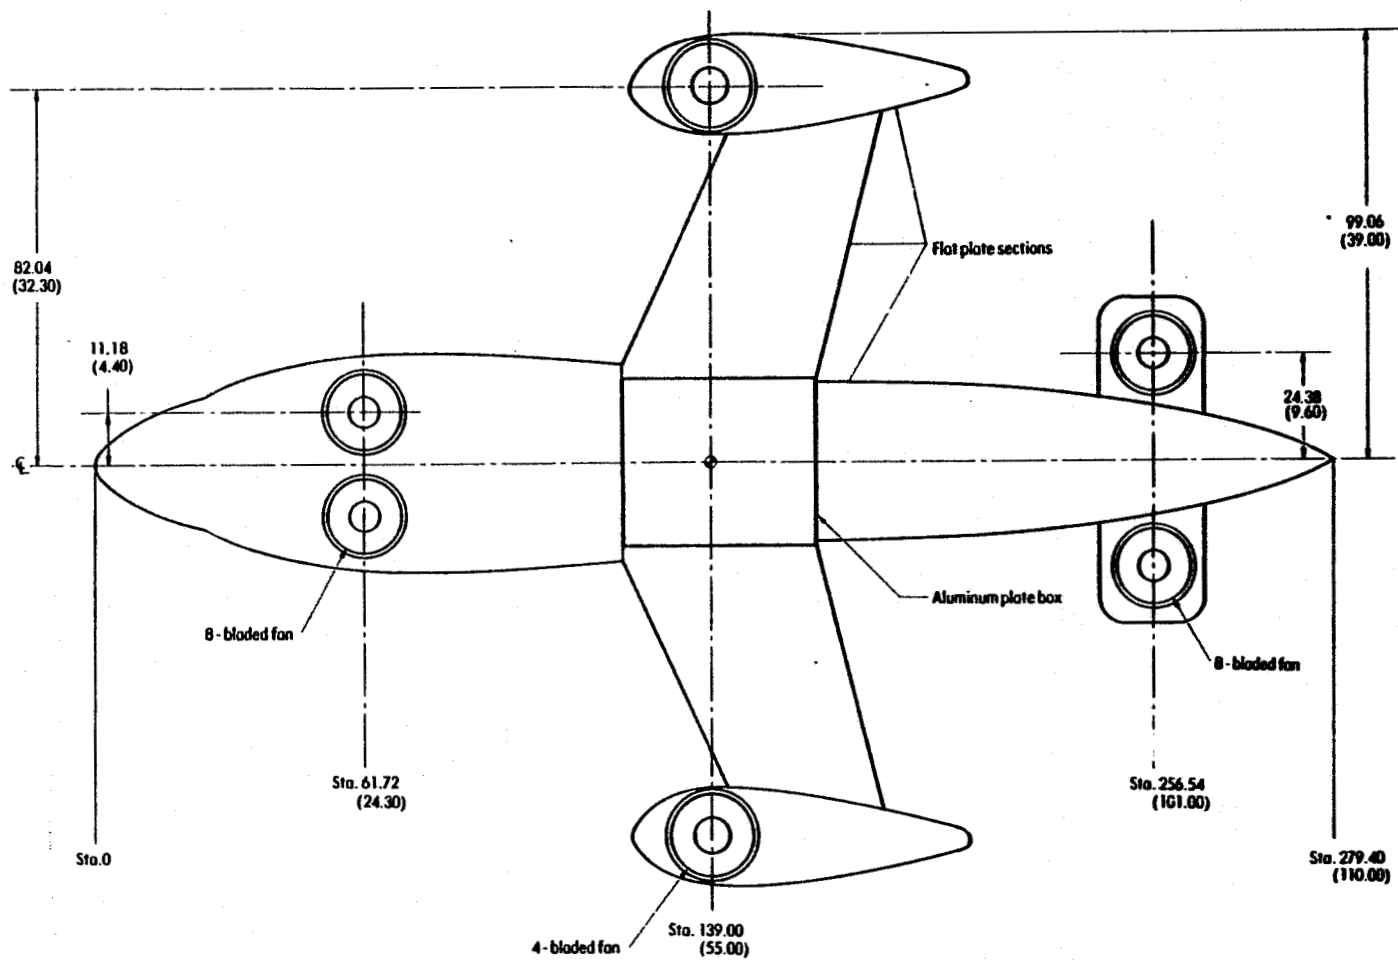 99.06
(39.00)
Flat plate sections
82.04
(32.30)
11.18
(4.40)
24.38
(9.60)
℄
Aluminum plate box
8-bladed fan
8-bladed fan
Sta. 61.72
(24.30)
Sta. 256.54
(101.00)
Sta.0
Sta. 279.40
(110.00)
Sta. 139.00
(55.00)
4-bladed fan